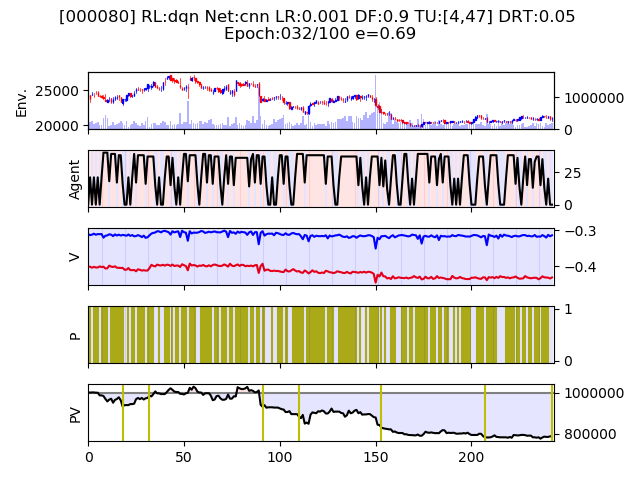 [000080] RL:dqn Net:cnn LR:0.001 DF:0.9 TU:[4,47] DRT:0.05
Epoch:032/100 e=0.69
Env.
25000
20000
1000000
0
Agent
25
0
V
−0.3
−0.4
P
1
0
PV
1000000
800000
0 50 100 150 200